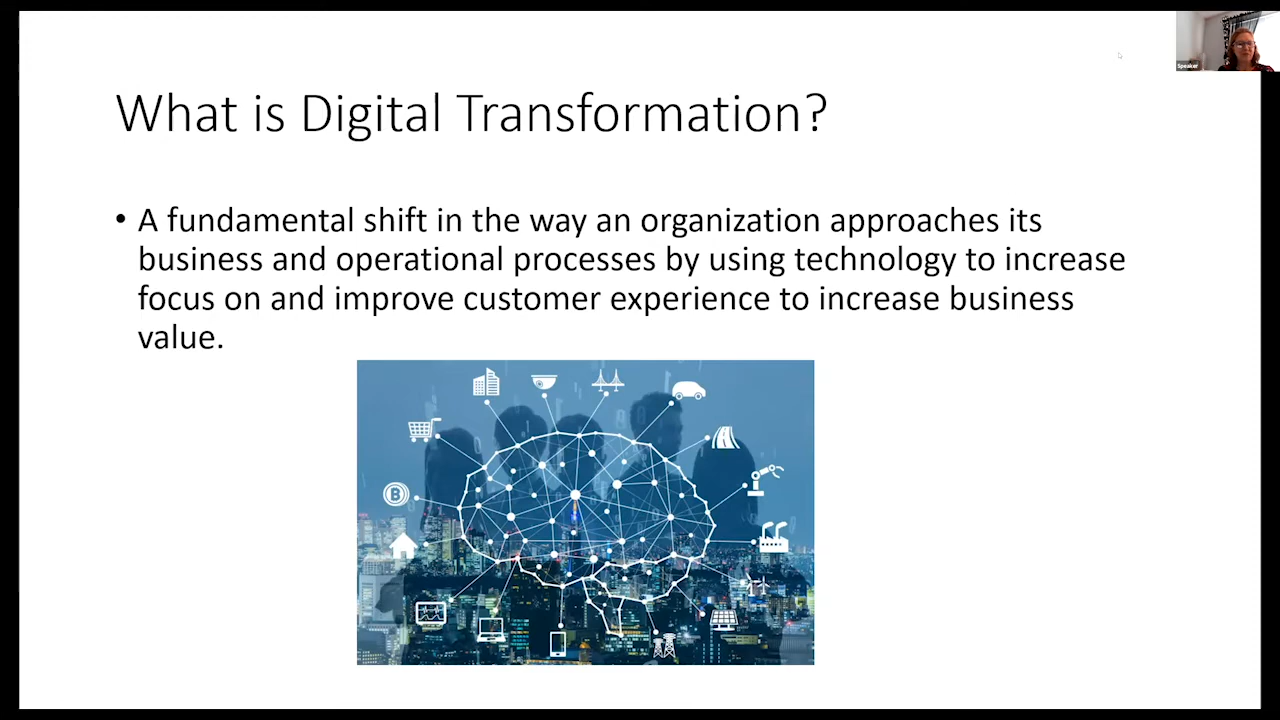 Speaker
What is Digital Transformation?
• A fundamental shift in the way an organization approaches its
business and operational processes by using technology to increase
focus on and improve customer experience to increase business
value.
B